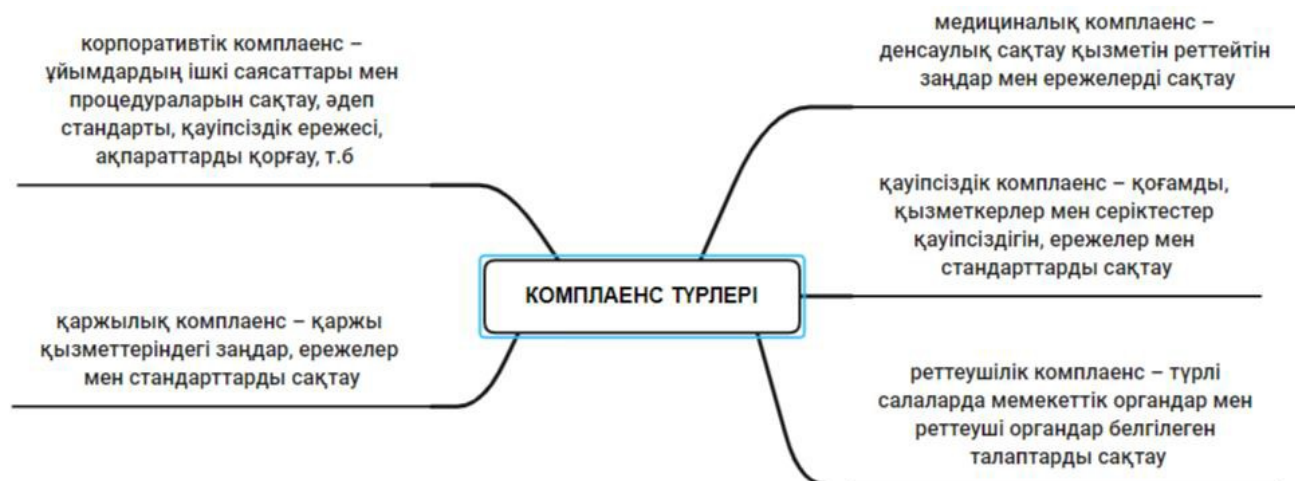 корпоративтік комплаенс –
ұйымдардың ішкі саясаттары мен
процедураларын сақтау, әдеп
стандарты, қауіпсіздік ережесі,
ақпараттарды қорғау, т.б
қаржылық комплаенс – қаржы
қызметтеріндегі заңдар, ережелер
мен стандарттарды сақтау
КОМПЛАЕНС ТҮРЛЕРІ
медициналық комплаенс –
денсаулық сақтау қызметін реттейтін
заңдар мен ережелерді сақтау
қауіпсіздік комплаенс – қоғамды,
қызметкерлер мен серіктестер
қауіпсіздігін, ережелер мен
стандарттарды сақтау
реттеушілік комплаенс – түрлі
салаларда мемекеттік органдар мен
реттеуші органдар белгілеген
талаптарды сақтау